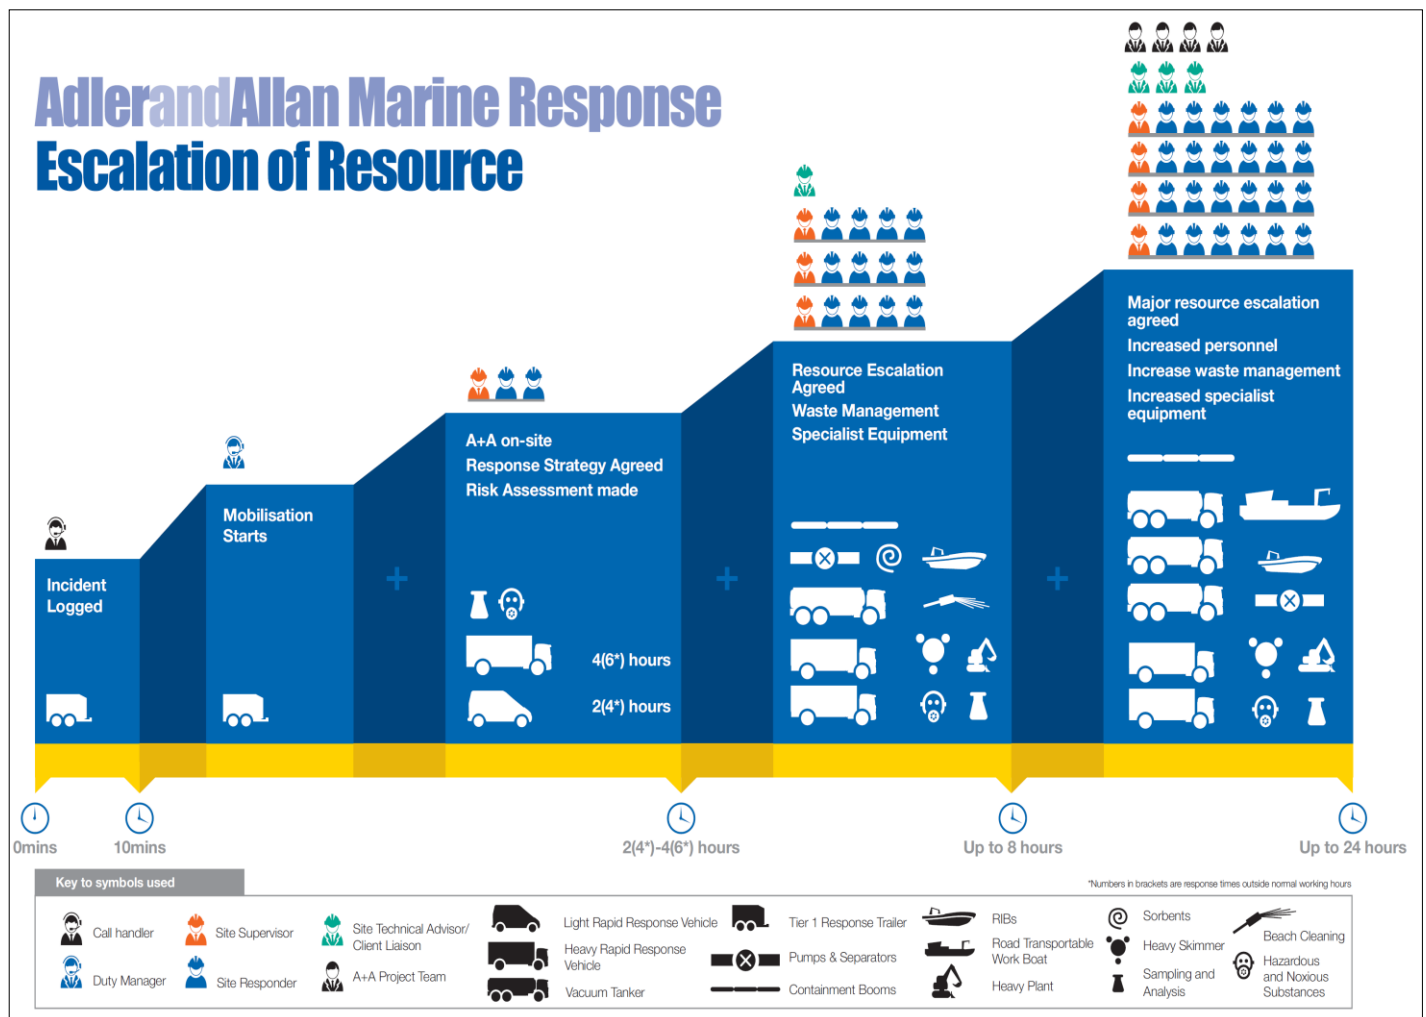 AdlerandAllan Marine Response
Escalation of Resource
Incident
Logged
Mobilisation
Starts
+
A+A on-site
Response Strategy Agreed
Risk Assessment made
4(6*) hours
2(4*) hours
+
Resource Escalation
Agreed
Waste Management
Specialist Equipment
+
Major resource escalation
agreed
Increased personnel
Increase waste management
Increased specialist
equipment
0mins
10mins
2(4*)-4(6*) hours
Up to 8 hours
Up to 24 hours
Key to symbols used
*Numbers in brackets are response times outside normal working hours
Call handler
Duty Manager
Site Supervisor
Site Responder
Site Technical Advisor/
Client Liaison
A+A Project Team
Light Rapid Response Vehicle
Heavy Rapid Response
Vehicle
Vacuum Tanker
Tier 1 Response Trailer
Pumps & Separators
Containment Booms
RIBs
Road Transportable
Work Boat
Heavy Plant
Sorbents
Heavy Skimmer
Sampling and
Analysis
Beach Cleaning
Hazardous
and Noxious
Substances